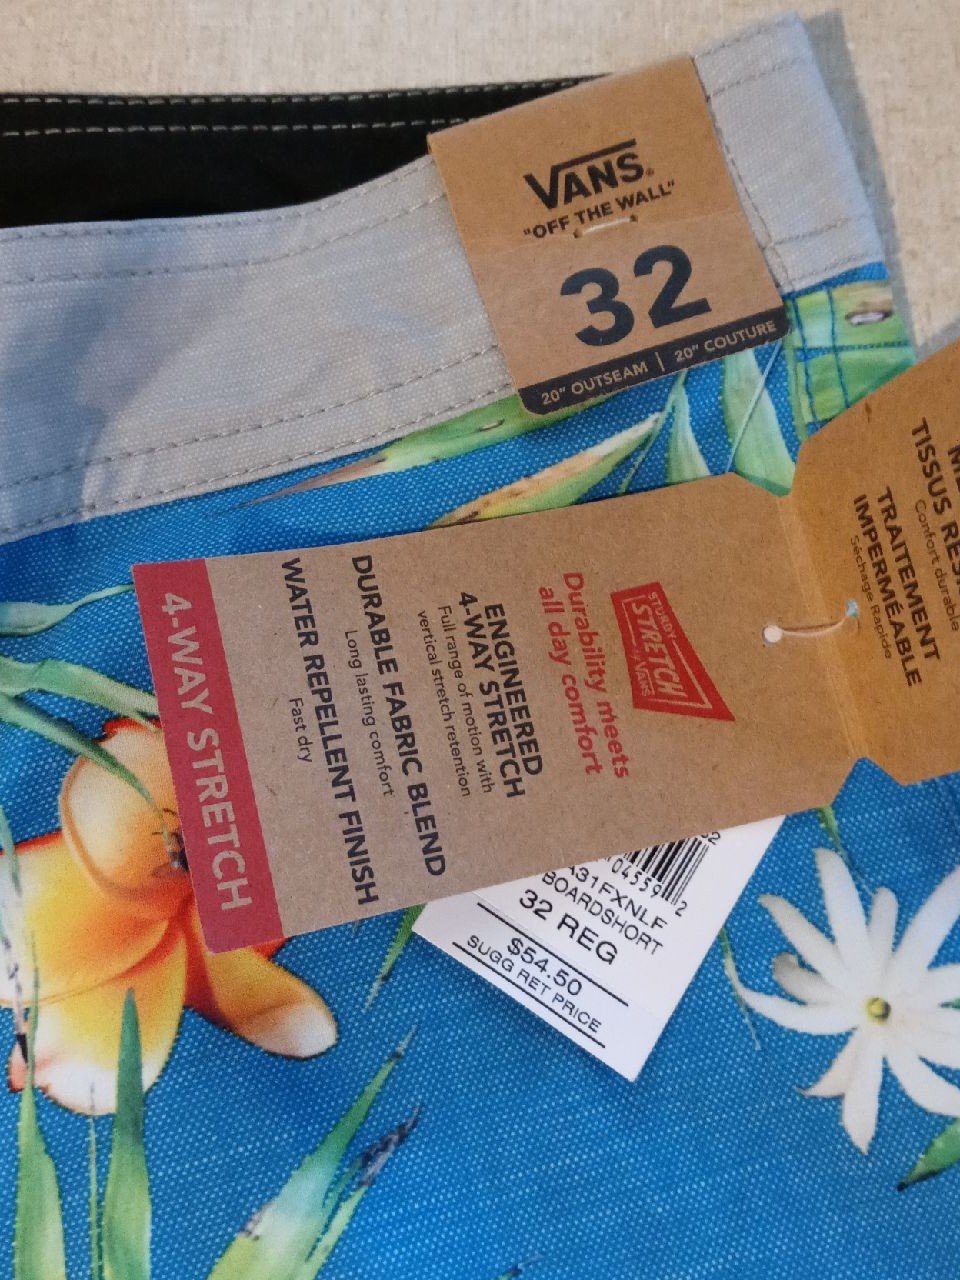 VANS
"OFF THE WALL"
32
20" OUTSEAM | 20" COUTURE
STURDY
STRETCH
VANS
Durability meets
all day comfort
ENGINEERED
4-WAY STRETCH
Full range of motion with
vertical stretch retention
DURABLE FABRIC BLEND
Long lasting comfort
WATER REPELLENT FINISH
Fast dry
4-WAY STRETCH
TISSUS
Confort durable
TRAITEMENT
IMPERMÉABLE
Séchage Rapide
04559 2
A31FXNLF
BOARDSHORT
32 REG
$54.50
SUGG RET PRICE